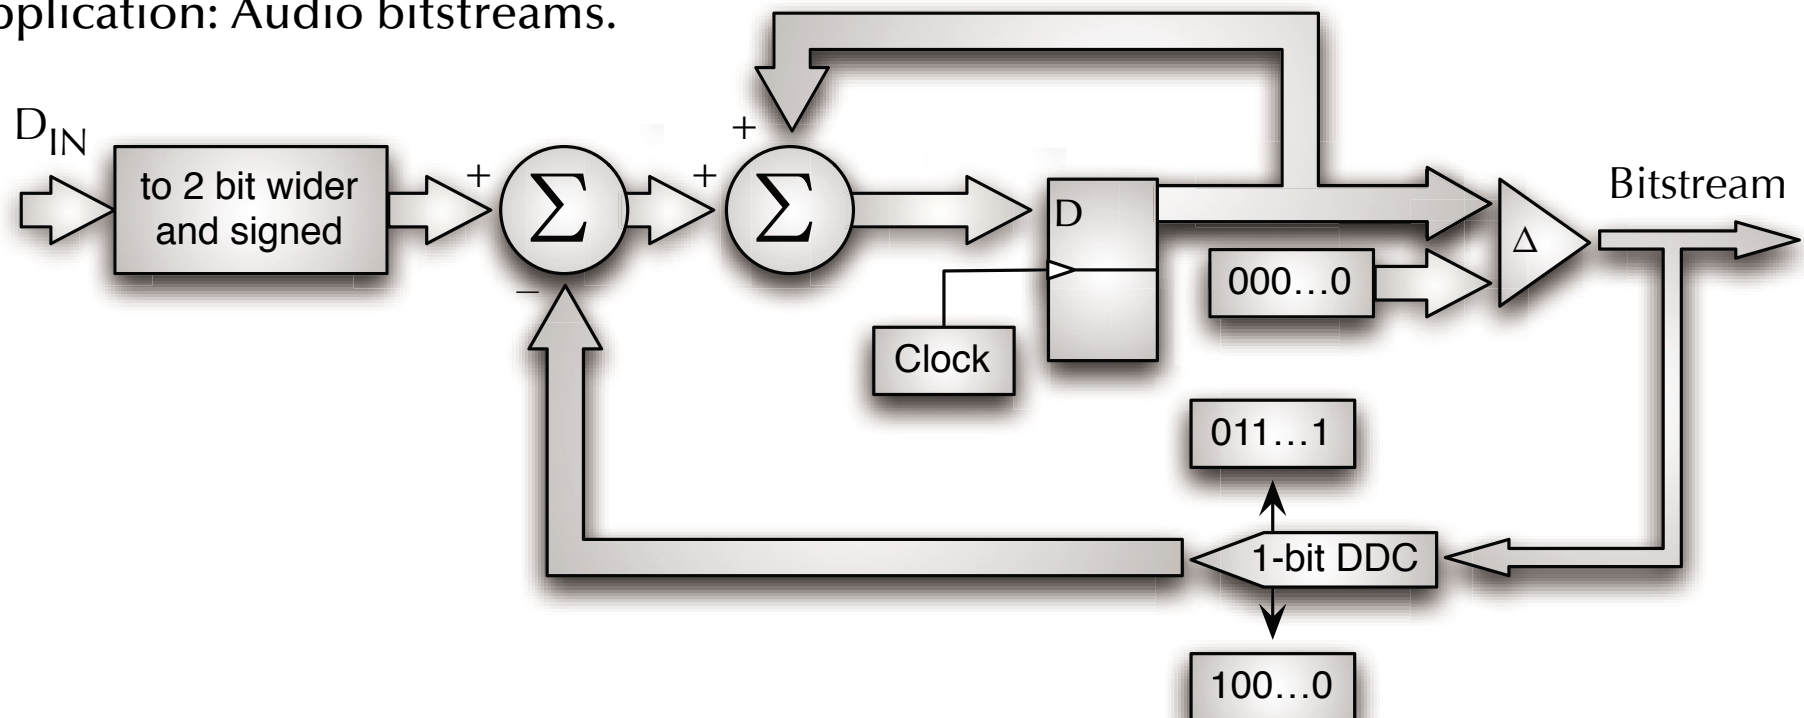 pplication: Audio bitstreams.
D_IN
to 2 bit wider
and signed
+
Σ
−
+
+
Σ
D
Clock
000…0
Δ
Bitstream
011…1
1-bit DDC
100…0